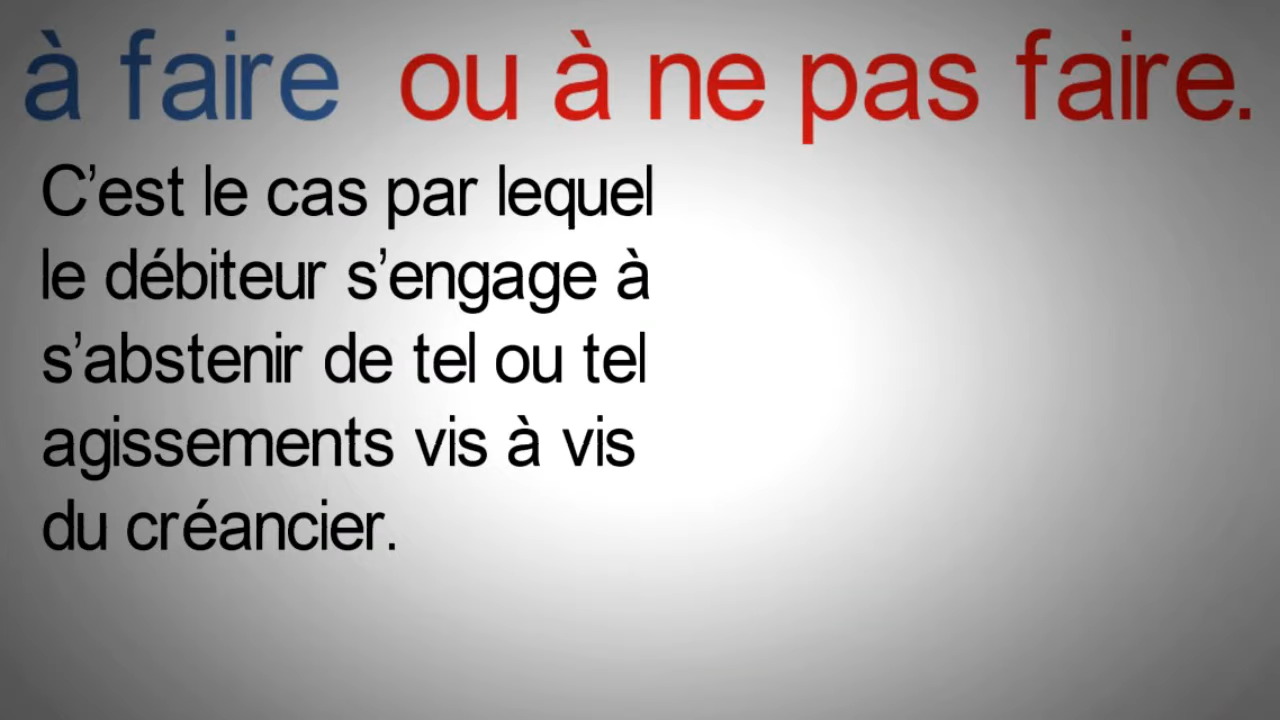 à faire ou à ne pas faire.
C’est le cas par lequel
le débiteur s’engage à
s’abstenir de tel ou tel
agissements vis à vis
du créancier.